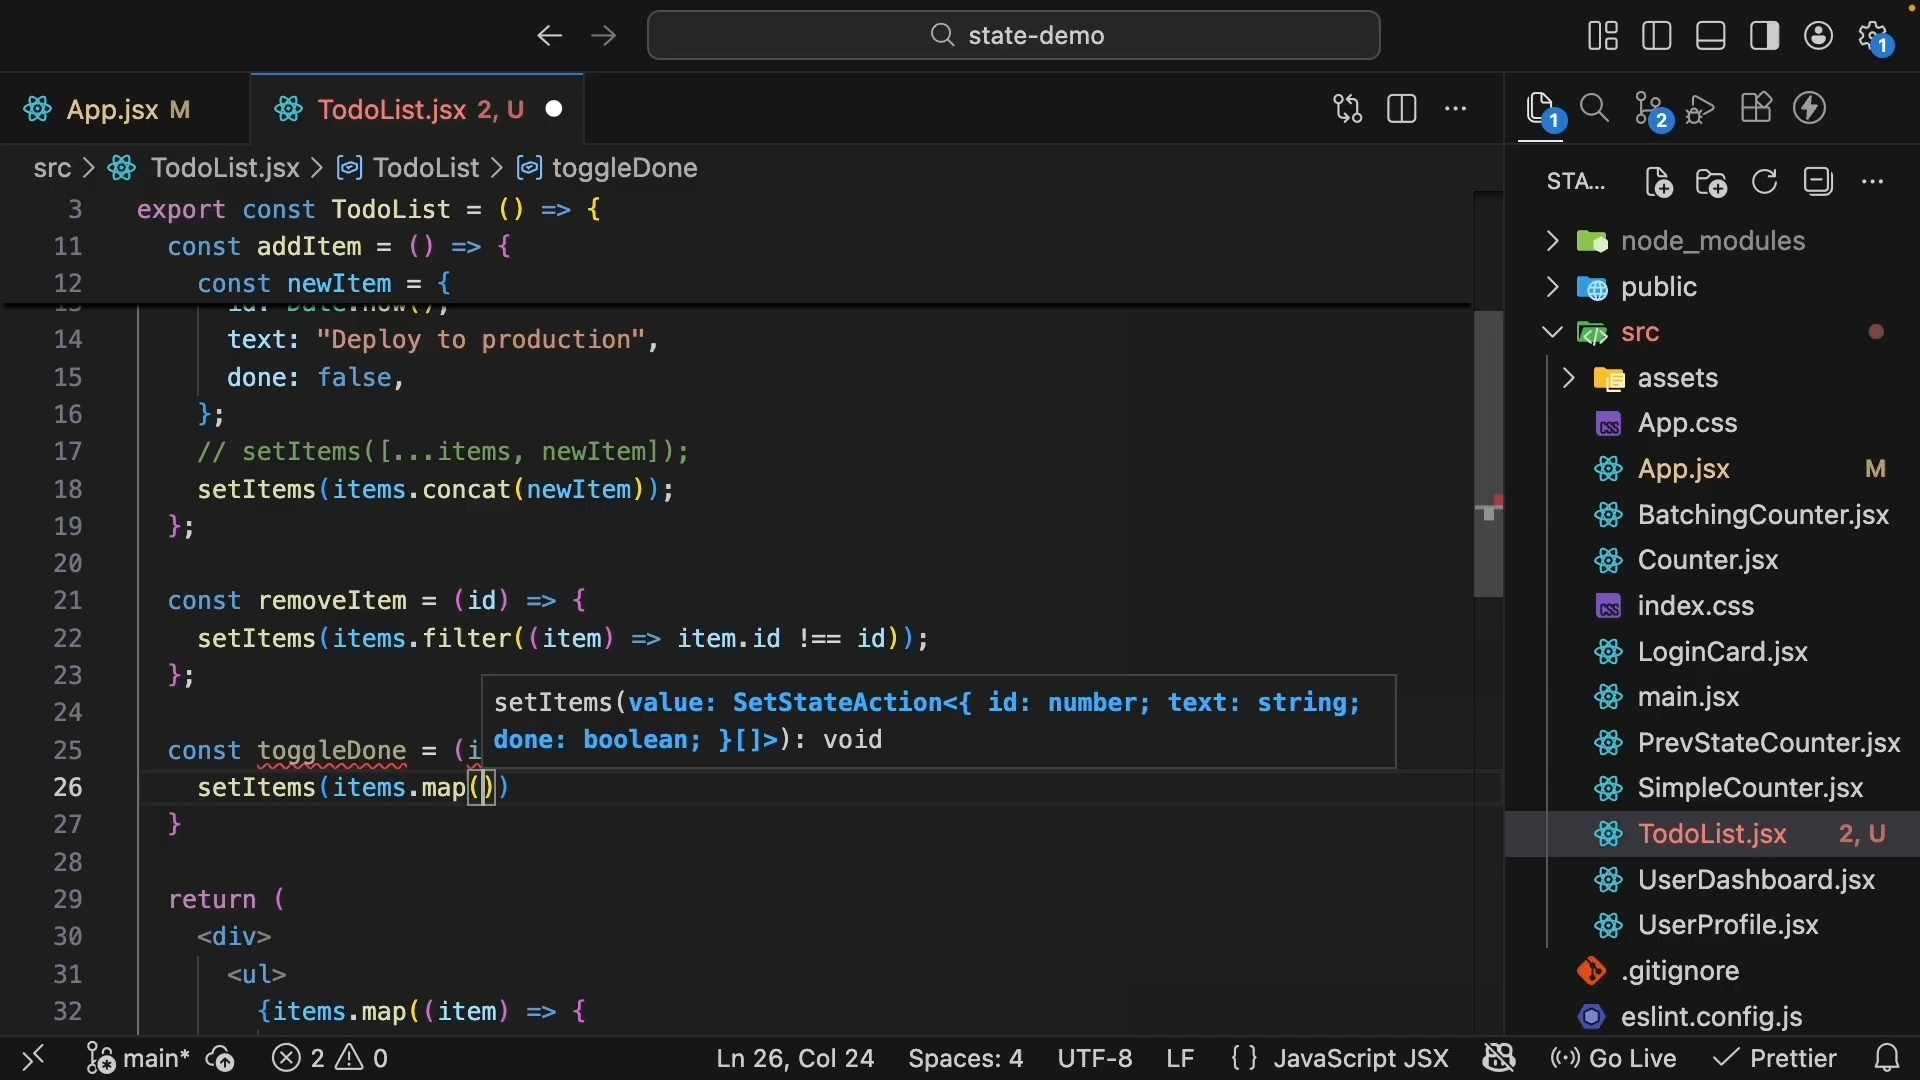 state-demo
1
App.jsx M
TodoList.jsx 2, U
1
2
src > TodoList.jsx > TodoList > toggleDone
STA...
3 export const TodoList = () => {
11 const addItem = () => {
12 const newItem = {
13 id: Date.now(),
14 text: "Deploy to production",
15 done: false,
16 };
17 // setItems([...items, newItem]);
18 setItems(items.concat(newItem));
19 };
20
21 const removeItem = (id) => {
22 setItems(items.filter((item) => item.id !== id));
23 };
24
setItems(value: SetStateAction<{ id: number; text: string;
done: boolean; }[]>): void
25 const toggleDone = (i
26 setItems(items.map())
27 }
28
29 return (
30 <div>
31 <ul>
32 {items.map((item) => {
node_modules
public
src
assets
App.css
App.jsx M
BatchingCounter.jsx
Counter.jsx
index.css
LoginCard.jsx
main.jsx
PrevStateCounter.jsx
SimpleCounter.jsx
TodoList.jsx 2, U
UserDashboard.jsx
UserProfile.jsx
.gitignore
eslint.config.js
main* 2 0 Ln 26, Col 24 Spaces: 4 UTF-8 LF { } JavaScript JSX Go Live Prettier